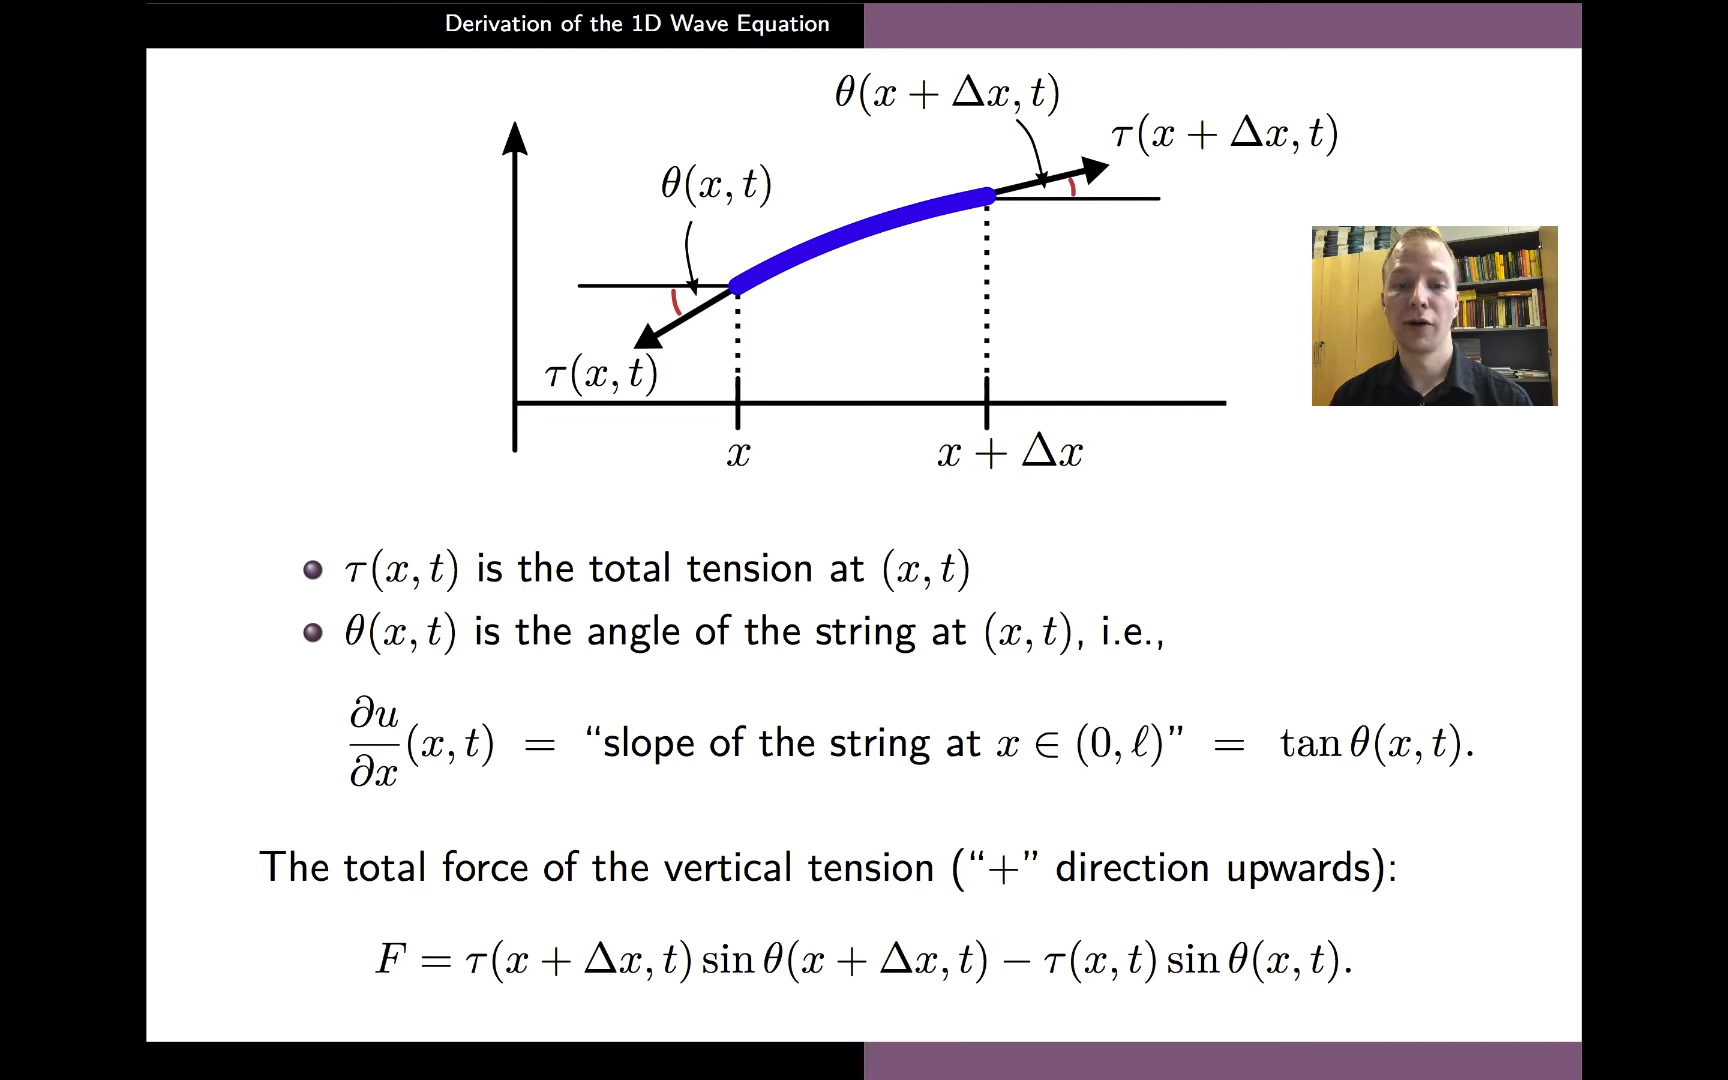 Derivation of the 1D Wave Equation
θ(x + Δx, t)
τ(x + Δx, t)
θ(x, t)
τ(x, t)
x
x + Δx
τ(x, t) is the total tension at (x, t)
θ(x, t) is the angle of the string at (x, t), i.e.,
∂u/∂x (x, t) = “slope of the string at x ∈ (0, ℓ)” = tan θ(x, t).
The total force of the vertical tension (“+” direction upwards):
F = τ(x + Δx, t) sin θ(x + Δx, t) − τ(x, t) sin θ(x, t).